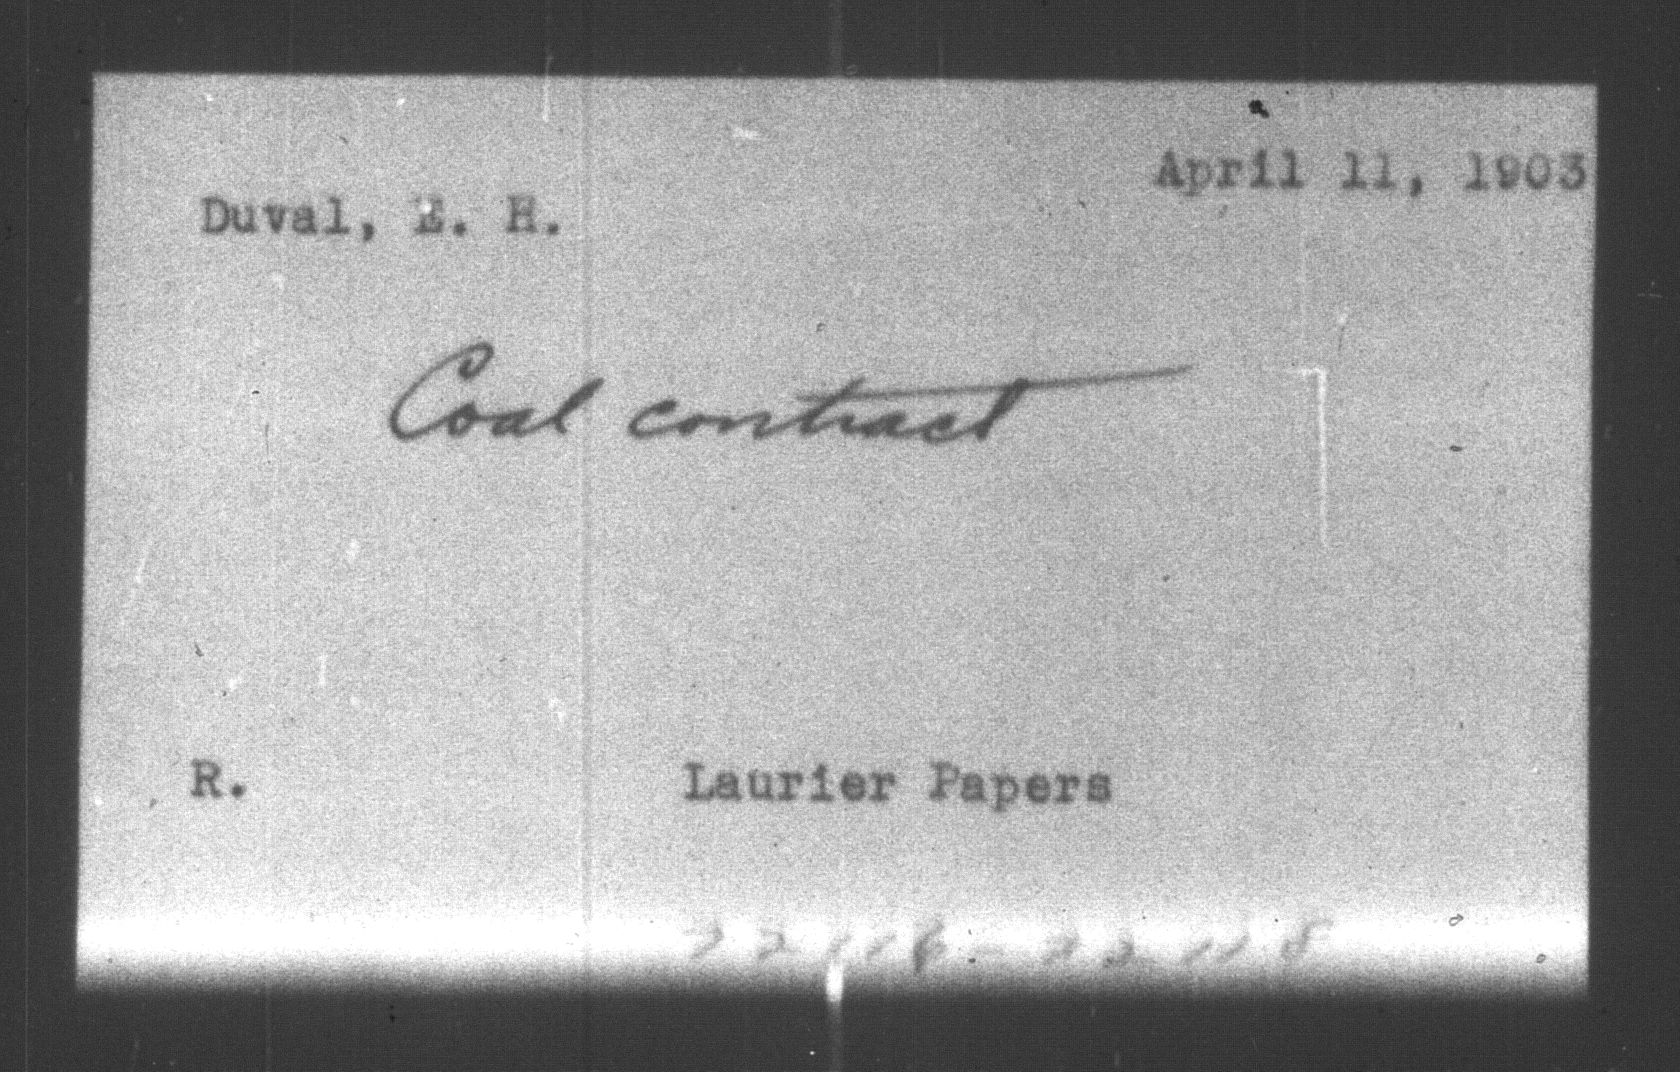 April 11, 1903
Duval, E. H.
Coal contract
R.
Laurier Papers